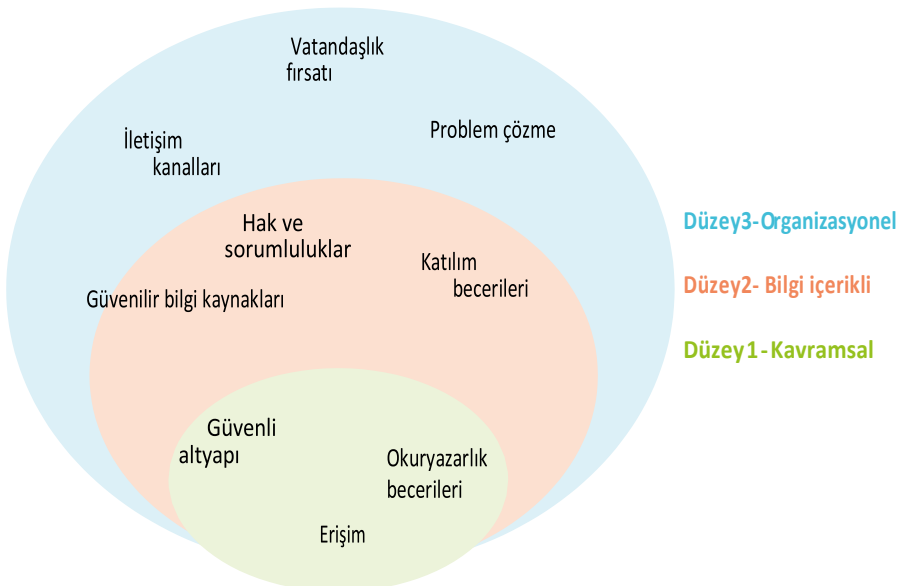 Vatandaşlık
fırsatı
Problem çözme
İletişim
kanalları
Hak ve
sorumluluklar
Katılım
becerileri
Güvenilir bilgi kaynakları
Güvenli
altyapı
Okuryazarlık
becerileri
Erişim
Düzey3-Organizasyonel
Düzey2- Bilgi içerikli
Düzey1-Kavramsal